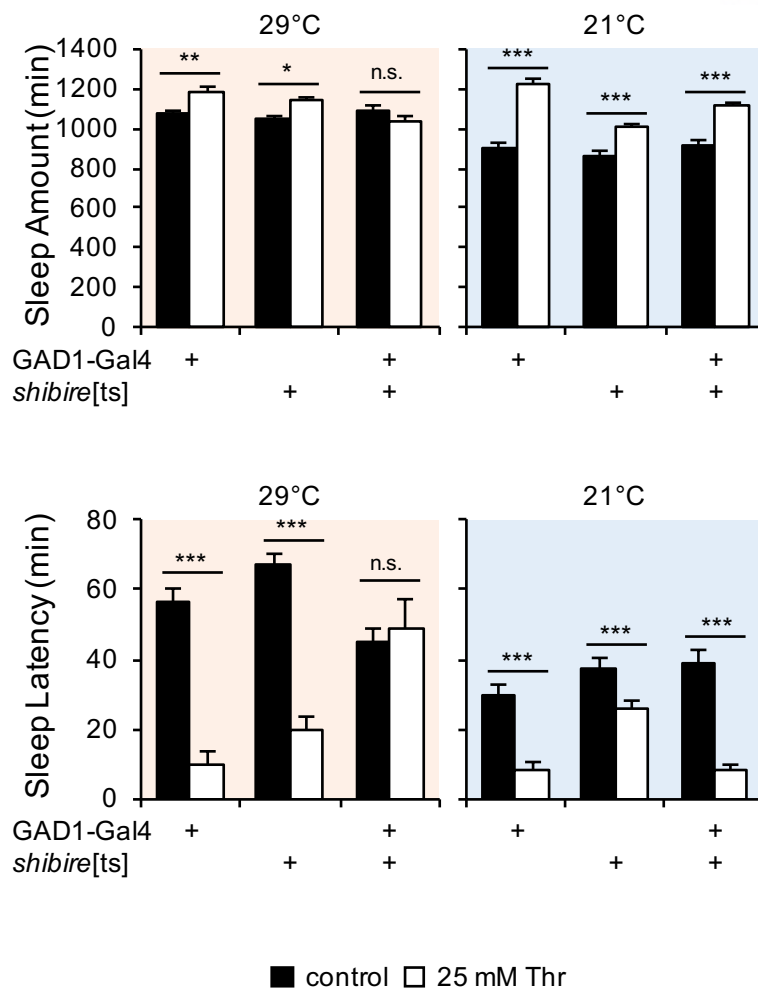 29°C 21°C
Sleep Amount (min)
1400
1200
1000
800
600
400
200
0
** * n.s. *** *** ***
GAD1-Gal4 + + + +
shibire[ts] + + + +
29°C 21°C
Sleep Latency (min)
80
60
40
20
0
*** *** n.s. *** *** ***
GAD1-Gal4 + + + +
shibire[ts] + + + +
control 25 mM Thr